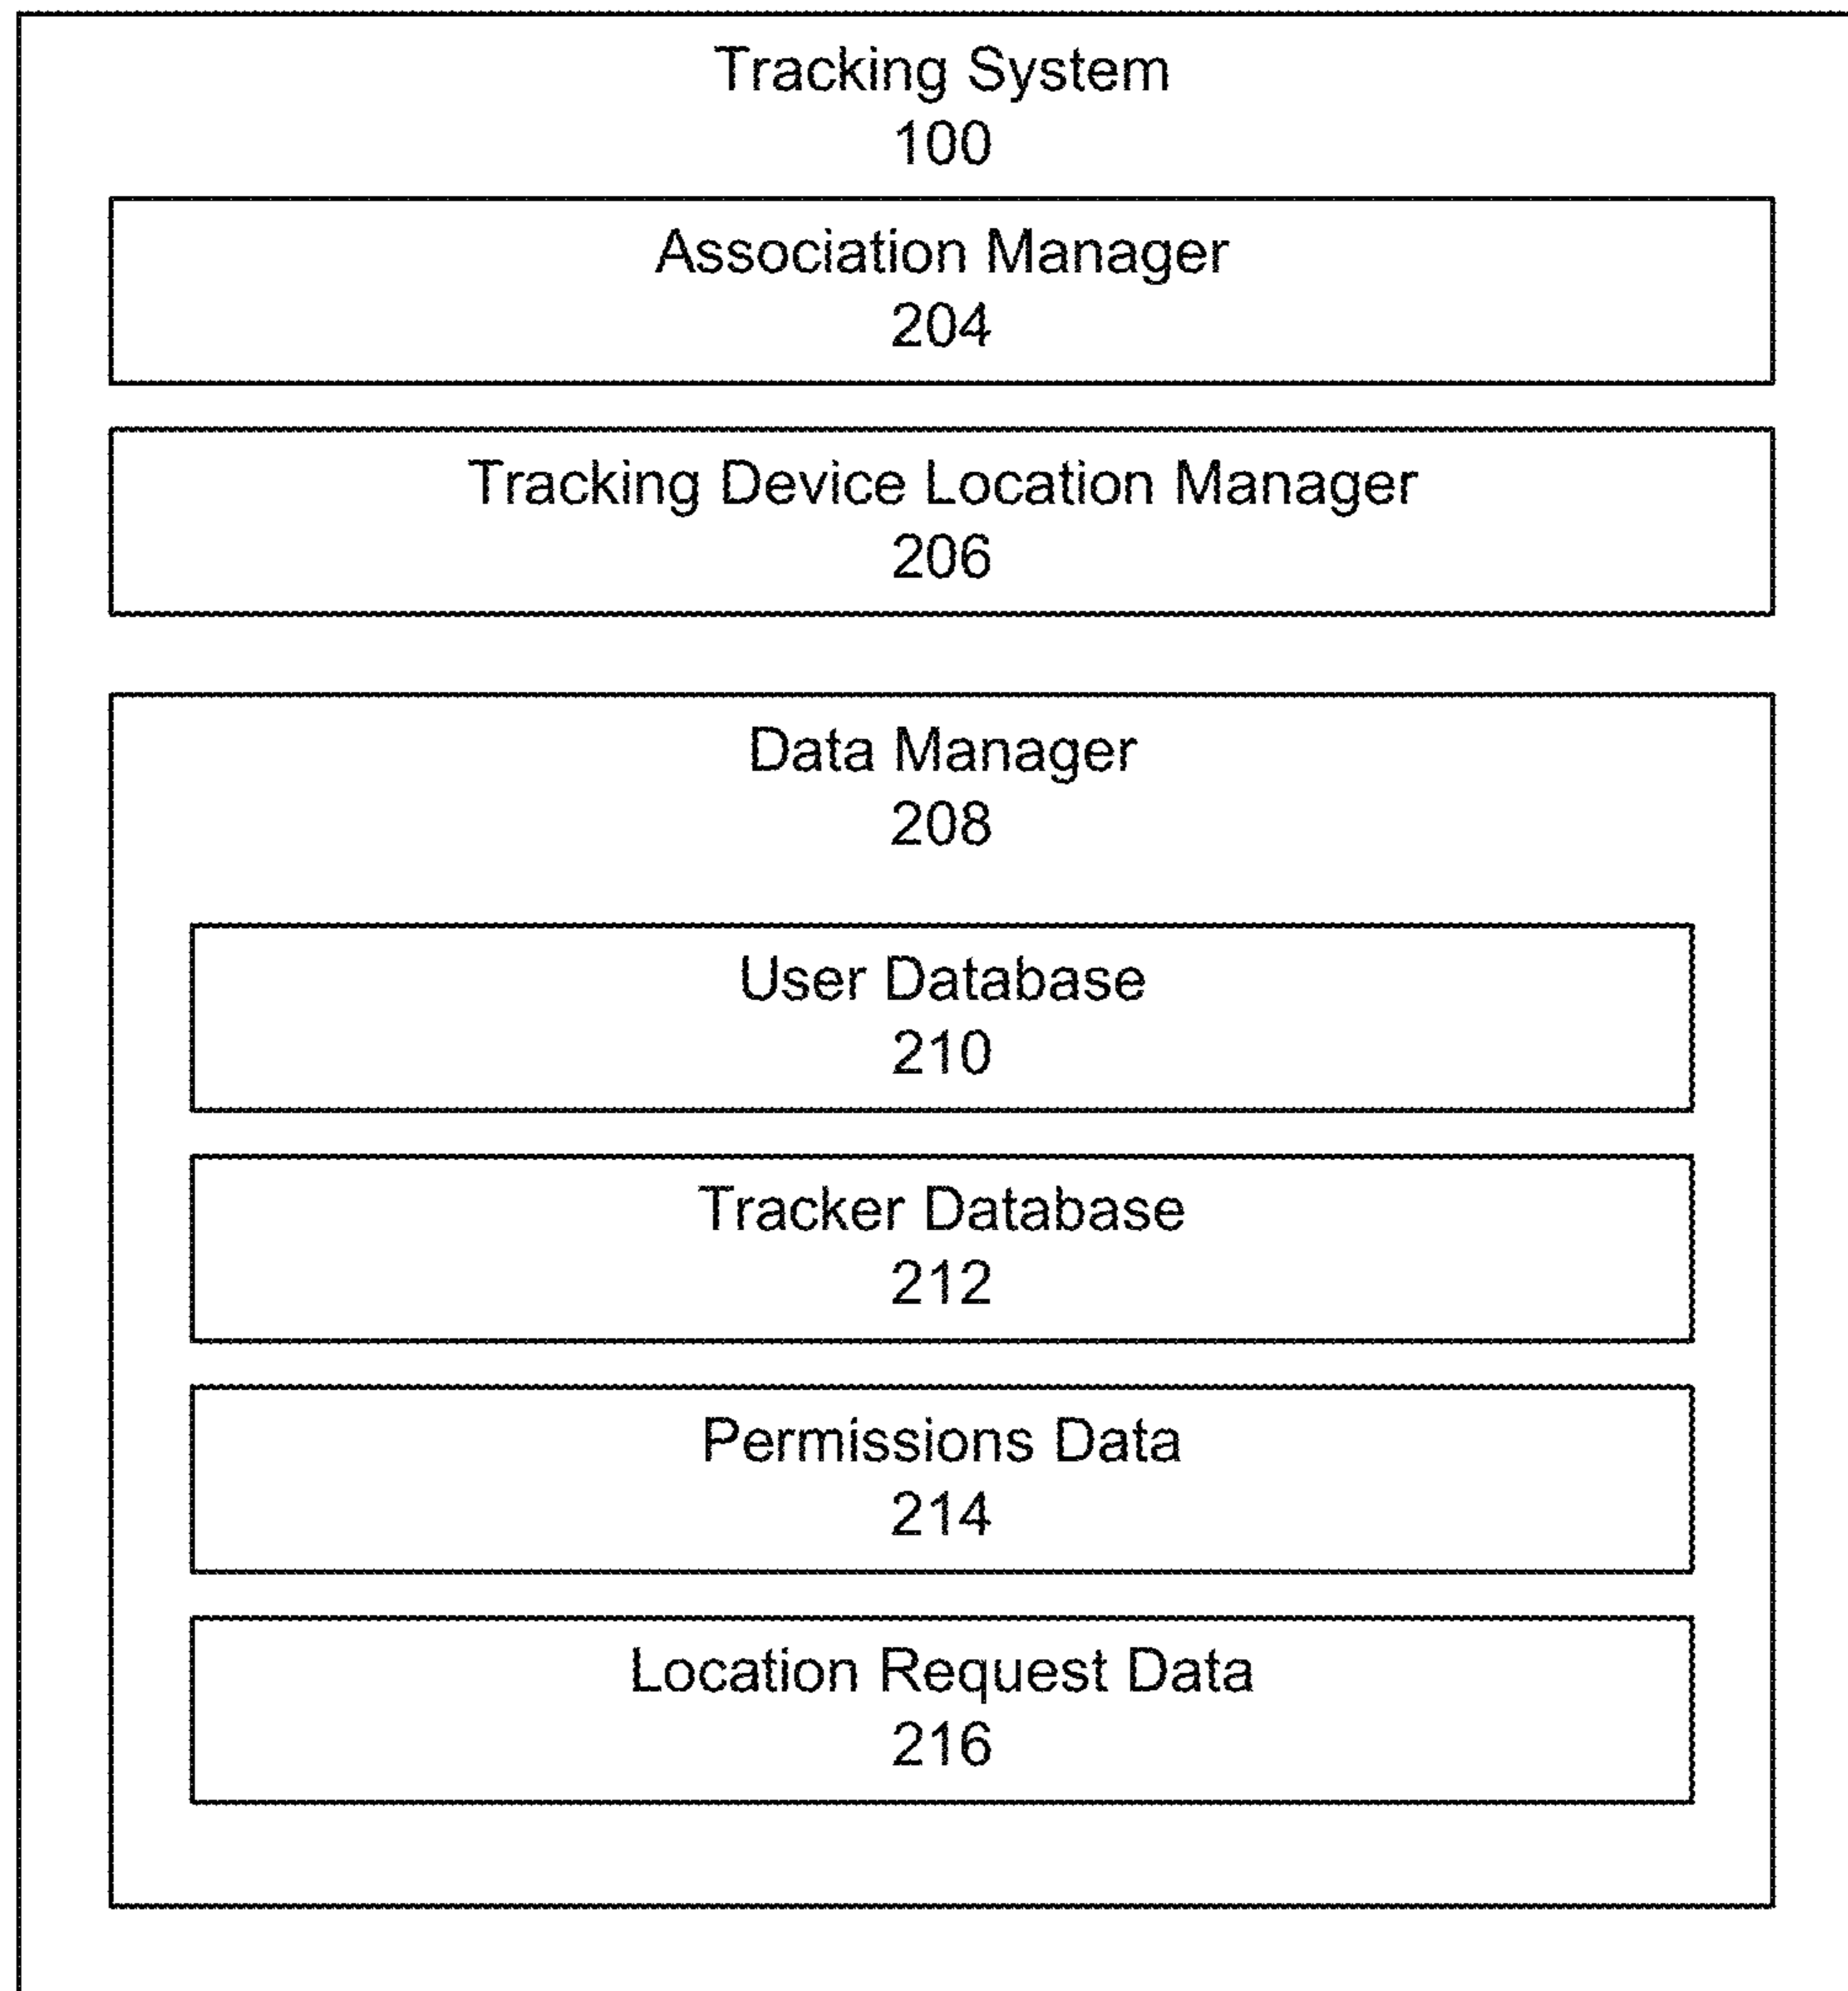 Tracking System
100
Association Manager
204
Tracking Device Location Manager
206
Data Manager
208
User Database
210
Tracker Database
212
Permissions Data
214
Location Request Data
216